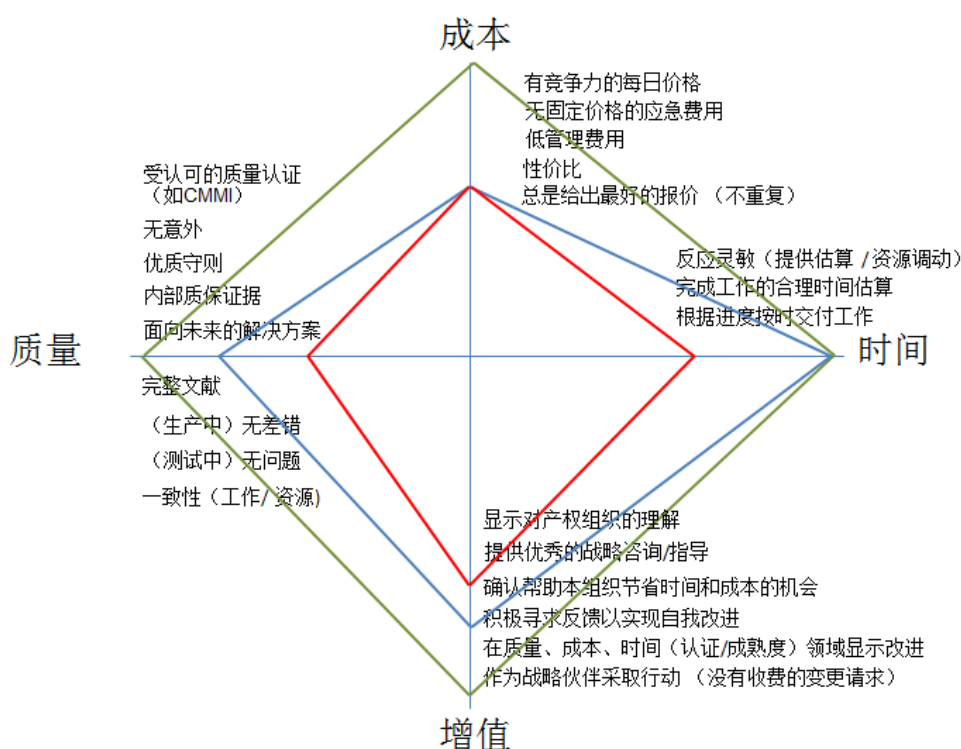 成本
有竞争力的每日价格
无固定价格的应急费用
低管理费用
性价比
总是给出最好的报价 （不重复）
受认可的质量认证
（如CMMI）
无意外
优质守则
内部质保证据
面向未来的解决方案
反应灵敏（提供估算 /资源调动）
完成工作的合理时间估算
根据进度按时交付工作
质量
时间
完整文献
（生产中）无差错
（测试中）无问题
一致性（工作/ 资源)
显示对产权组织的理解
提供优秀的战略咨询/指导
确认帮助本组织节省时间和成本的机会
积极寻求反馈以实现自我改进
在质量、成本、时间（认证/成熟度）领域显示改进
作为战略伙伴采取行动 （没有收费的变更请求）
增值